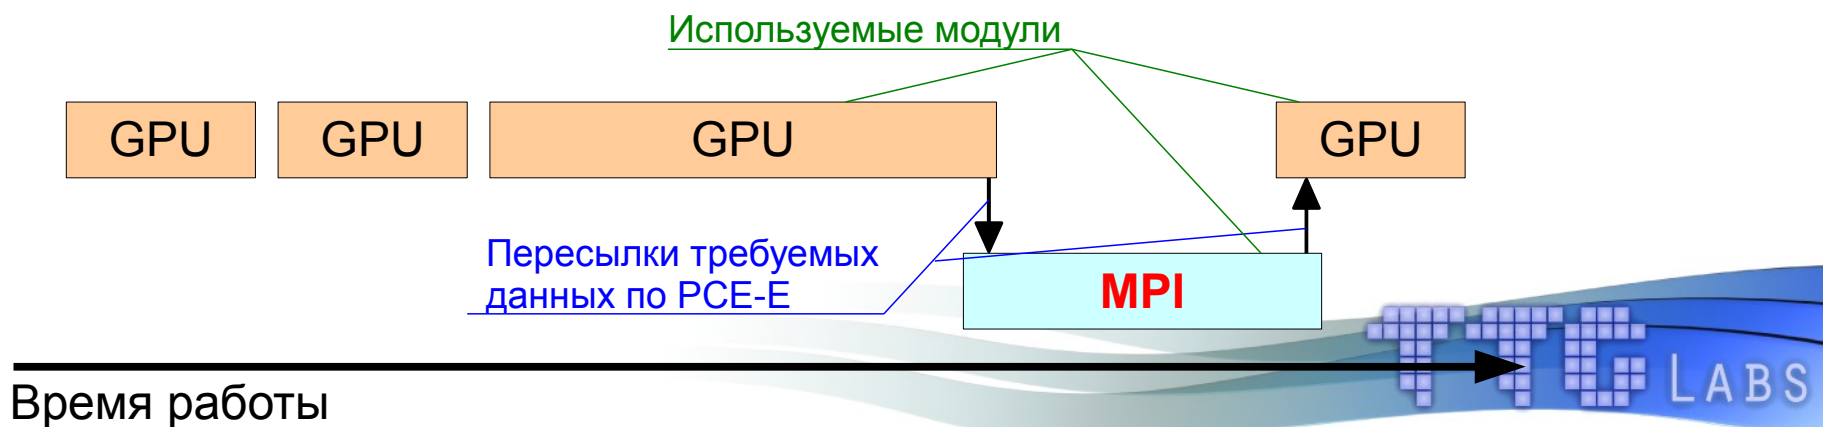 Используемые модули
GPU GPU GPU GPU
Пересылки требуемых
данных по PCE-E
MPI
TTG LABS
Время работы